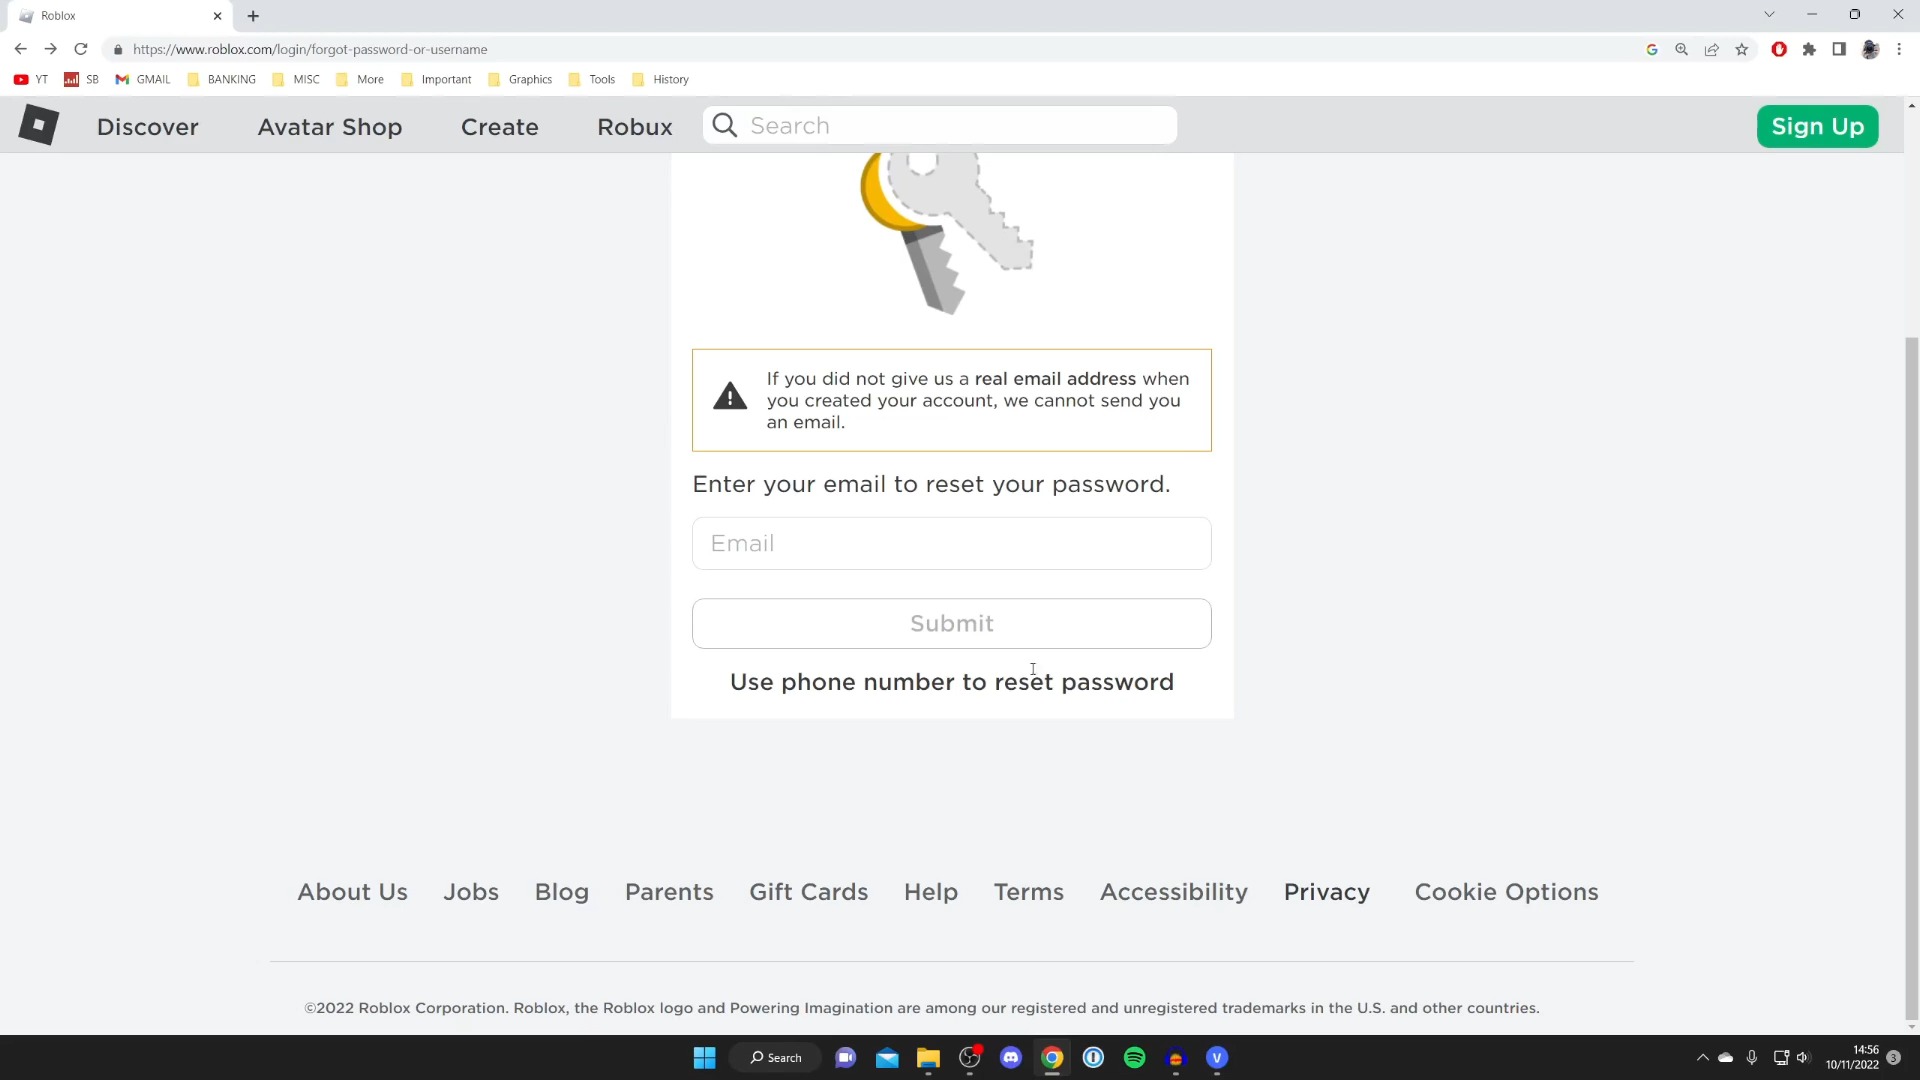 Roblox
https://www.roblox.com/login/forgot-password-or-username
YT SB GMAIL BANKING MISC More Important Graphics Tools History
Discover Avatar Shop Create Robux Search Sign Up
If you did not give us a real email address when
you created your account, we cannot send you
an email.
Enter your email to reset your password.
Email
Submit
Use phone number to reset password
About Us Jobs Blog Parents Gift Cards Help Terms Accessibility Privacy Cookie Options
©2022 Roblox Corporation. Roblox, the Roblox logo and Powering Imagination are among our registered and unregistered trademarks in the U.S. and other countries.
Search V 14:56
10/11/2022 3